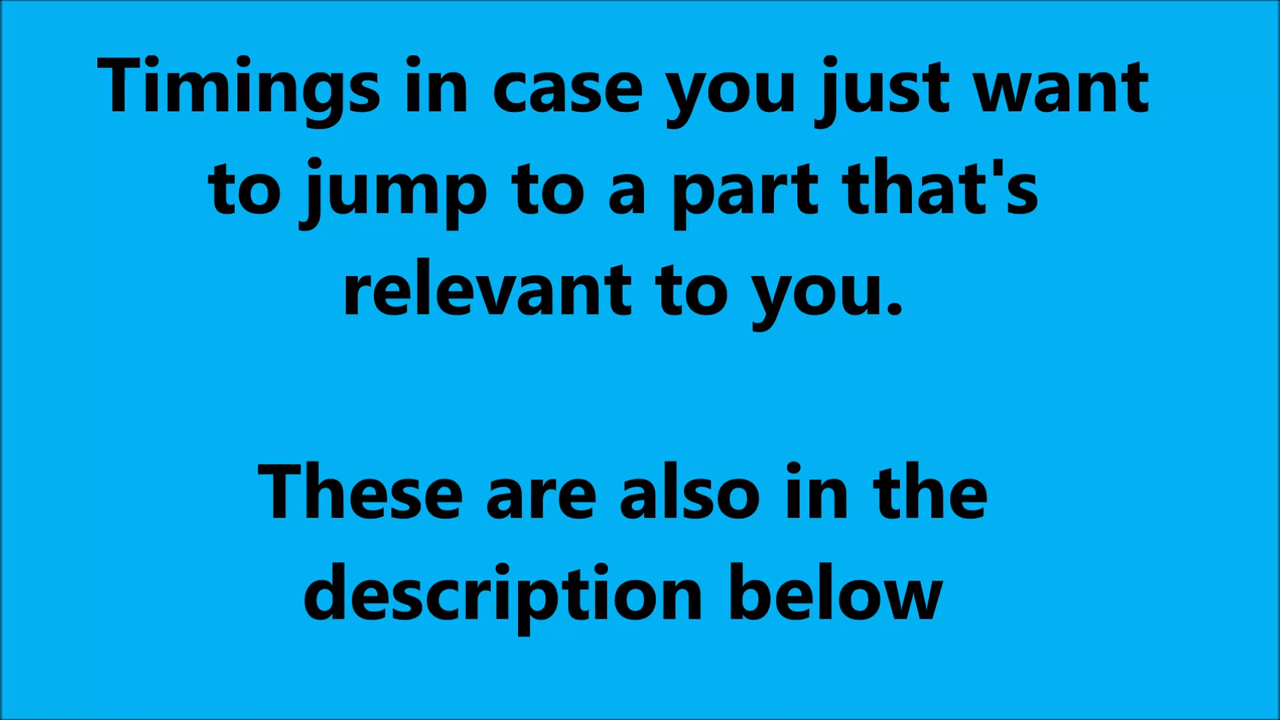 Timings in case you just want
to jump to a part that's
relevant to you.
These are also in the
description below